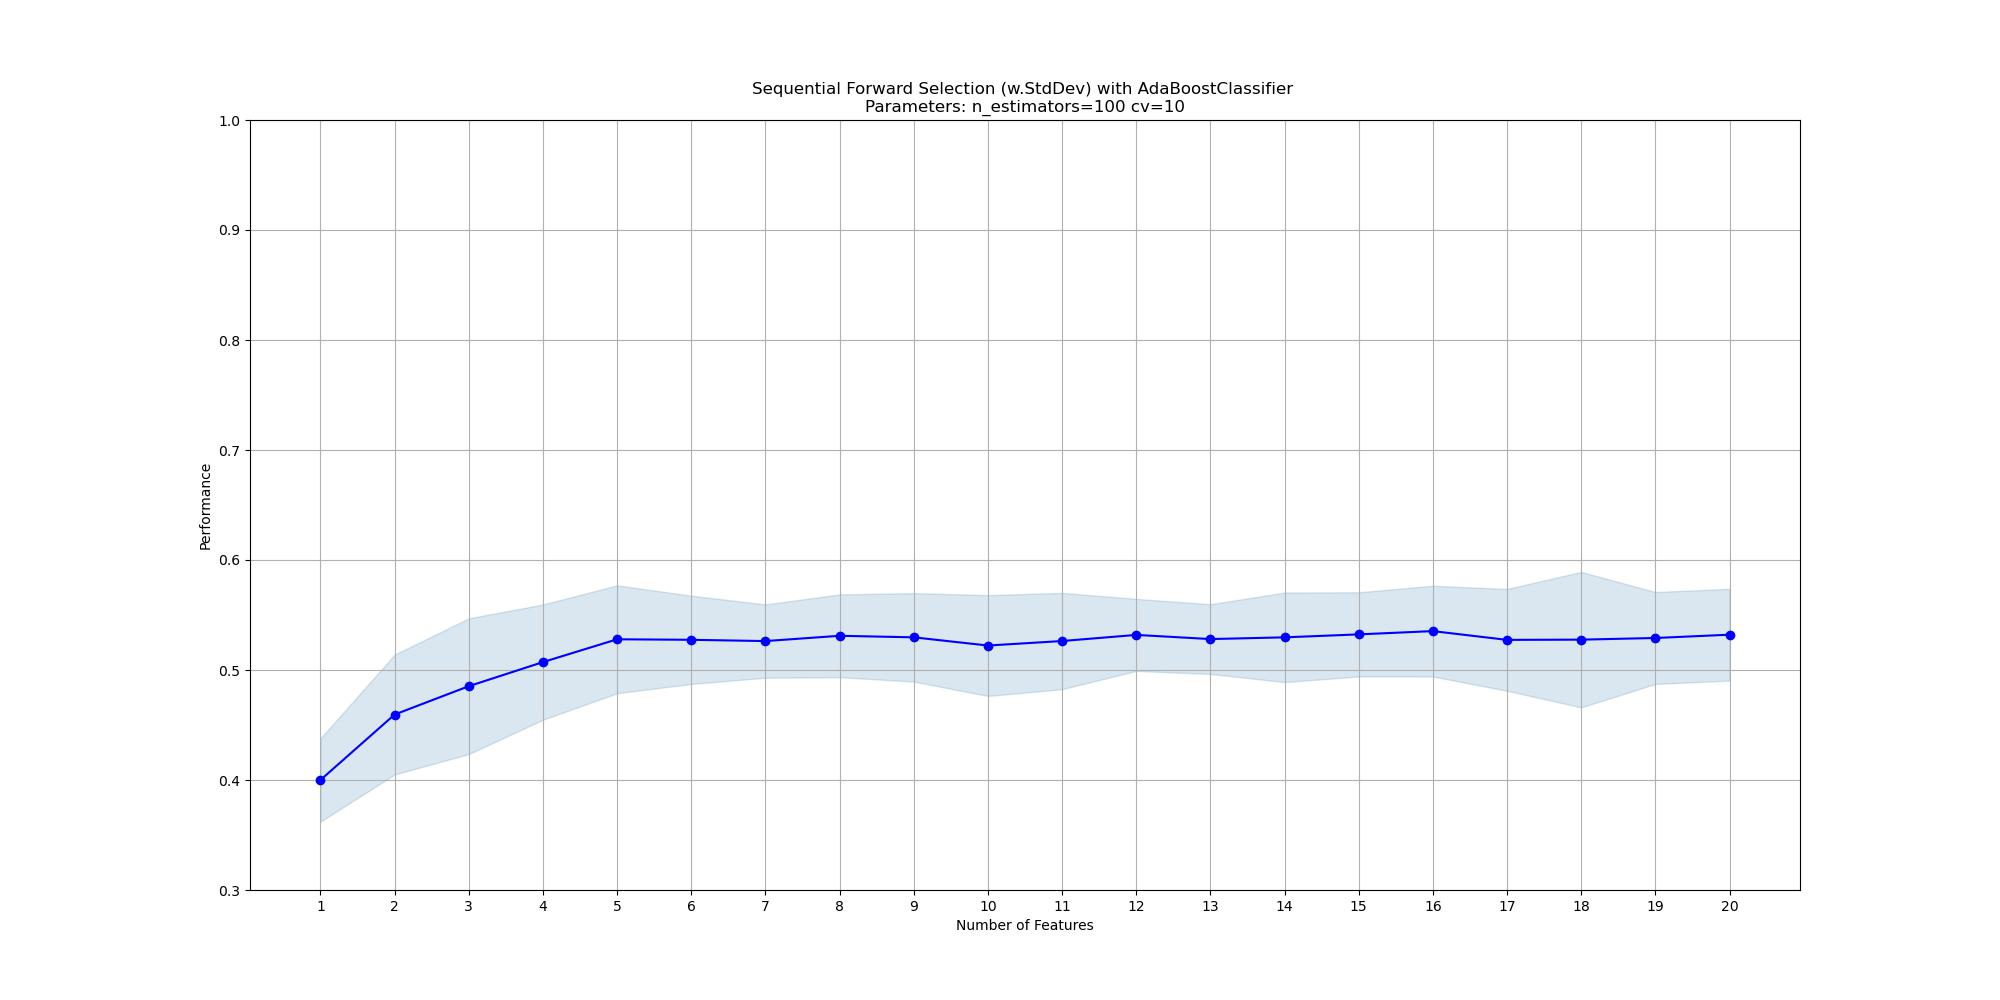 Sequential Forward Selection (w.StdDev) with AdaBoostClassifier
Parameters: n_estimators=100 cv=10
1.0
0.9
0.8
0.7
0.6
0.5
0.4
0.3
Performance
1 2 3 4 5 6 7 8 9 10 11 12 13 14 15 16 17 18 19 20
Number of Features